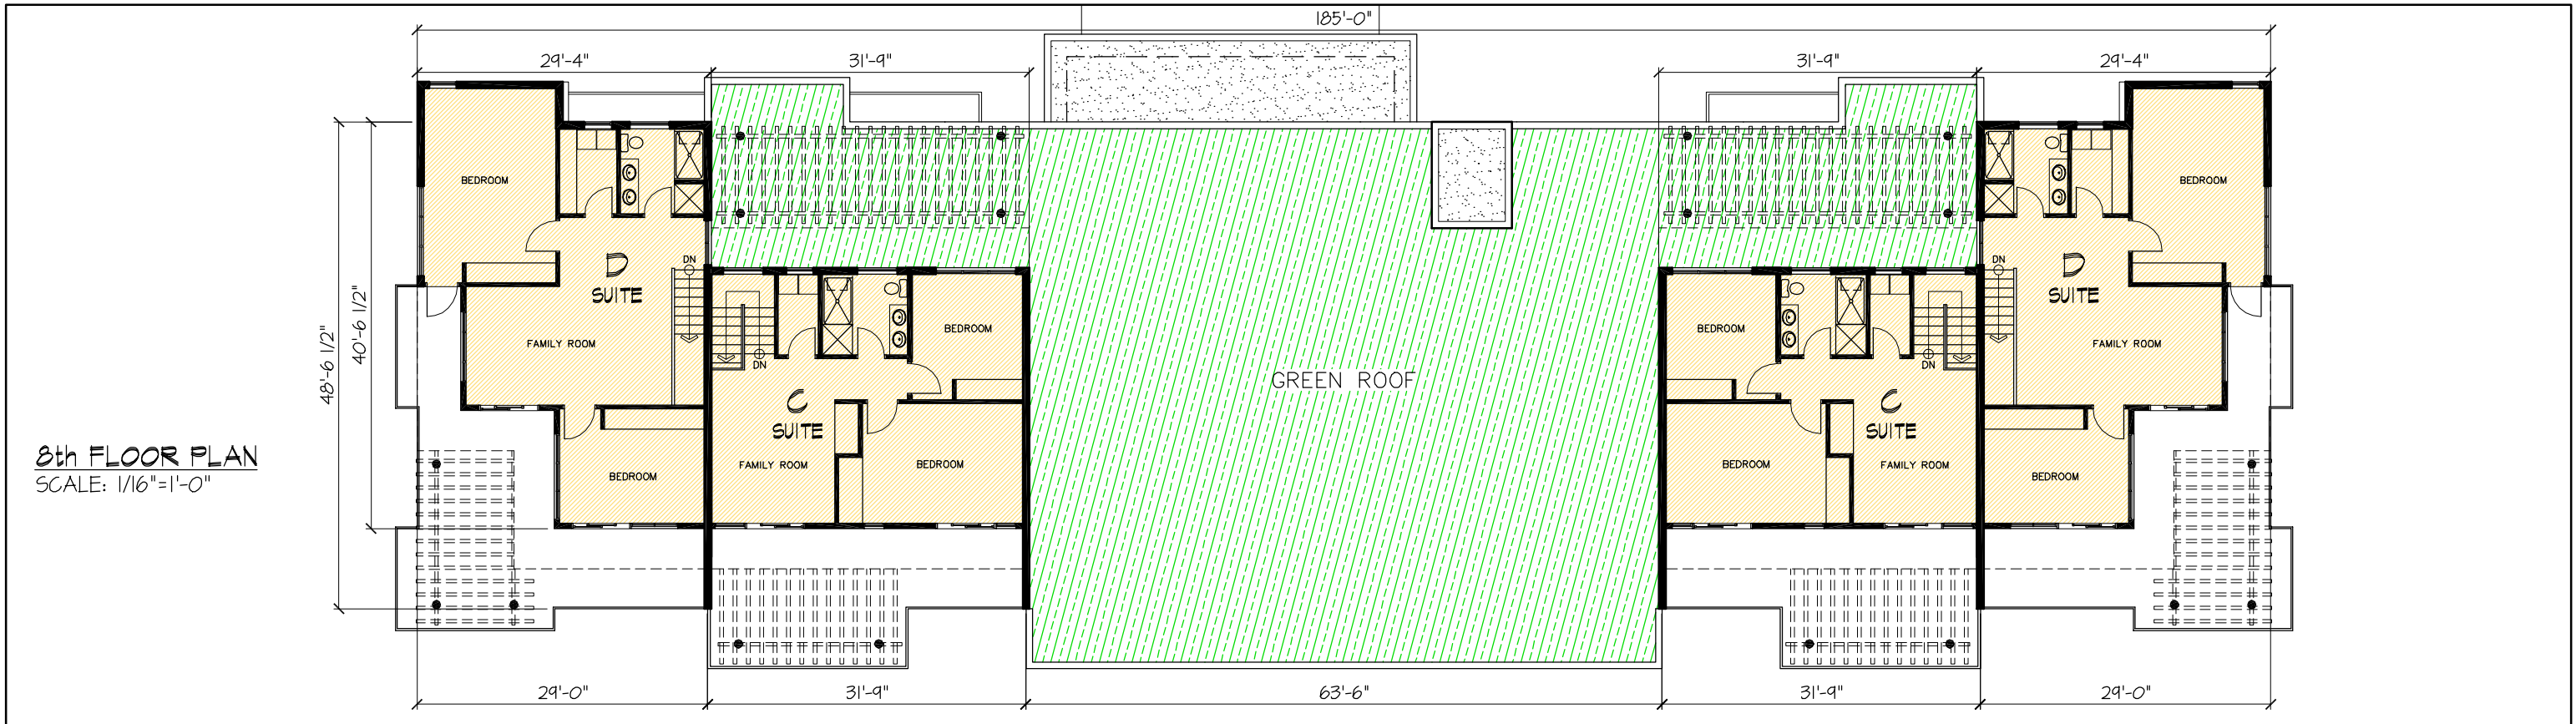 185'-0"
29'-4"
31'-9"
31'-9"
29'-4"
BEDROOM
BEDROOM
DN
D
SUITE
DN
D
SUITE
48'-6 1/2"
40'-6 1/2"
FAMILY ROOM
BEDROOM
DN
BEDROOM
DN
FAMILY ROOM
GREEN ROOF
C
SUITE
C
SUITE
8th FLOOR PLAN
SCALE: 1/16"=1'-0"
BEDROOM
FAMILY ROOM
BEDROOM
BEDROOM
FAMILY ROOM
BEDROOM
29'-0"
31'-9"
63'-6"
31'-9"
29'-0"